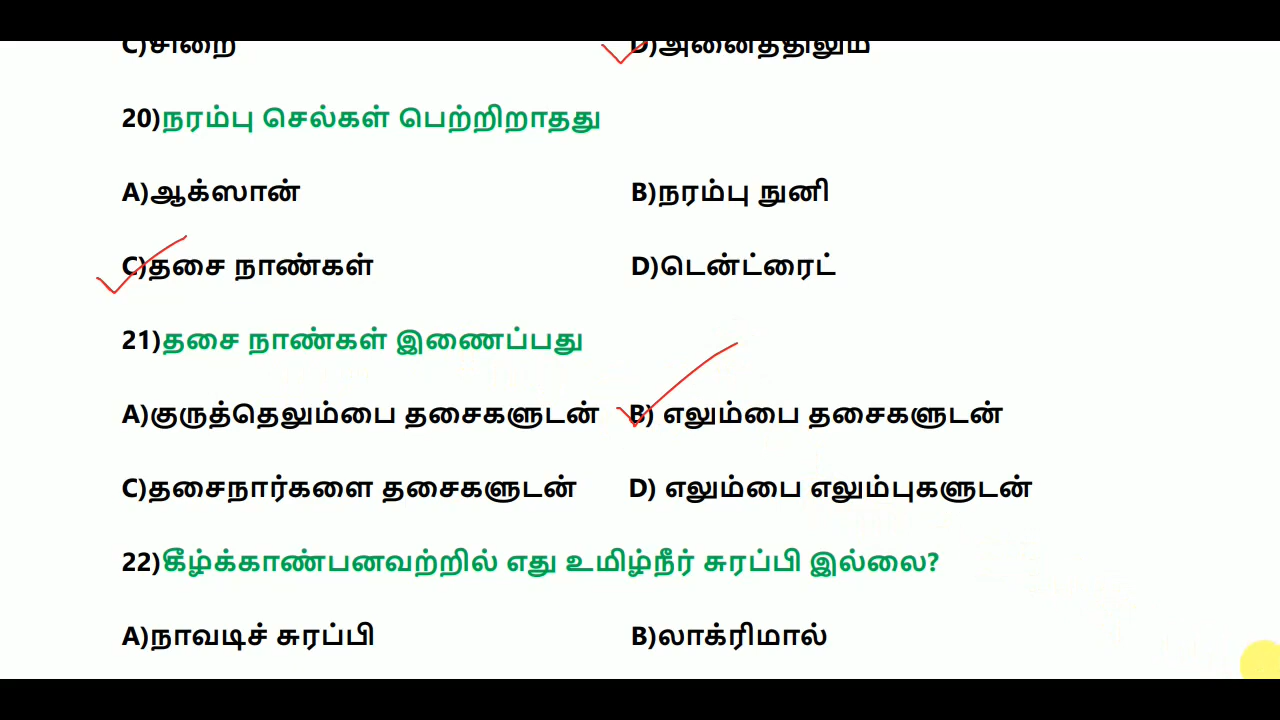 C)சிரை D)அனைத்திலும்
20)நரம்பு செல்கள் பெற்றிறாதது
A)ஆக்ஸான் B)நரம்பு நுனி
C)தசை நாண்கள் D)டென்ட்ரைட்
21)தசை நாண்கள் இணைப்பது
A)குருத்தெலும்பை தசைகளுடன் B) எலும்பை தசைகளுடன்
C)தசைநார்களை தசைகளுடன் D) எலும்பை எலும்புகளுடன்
22)கீழ்க்காண்பனவற்றில் எது உமிழ்நீர் சுரப்பி இல்லை?
A)நாவடிச் சுரப்பி B)லாக்ரிமால்